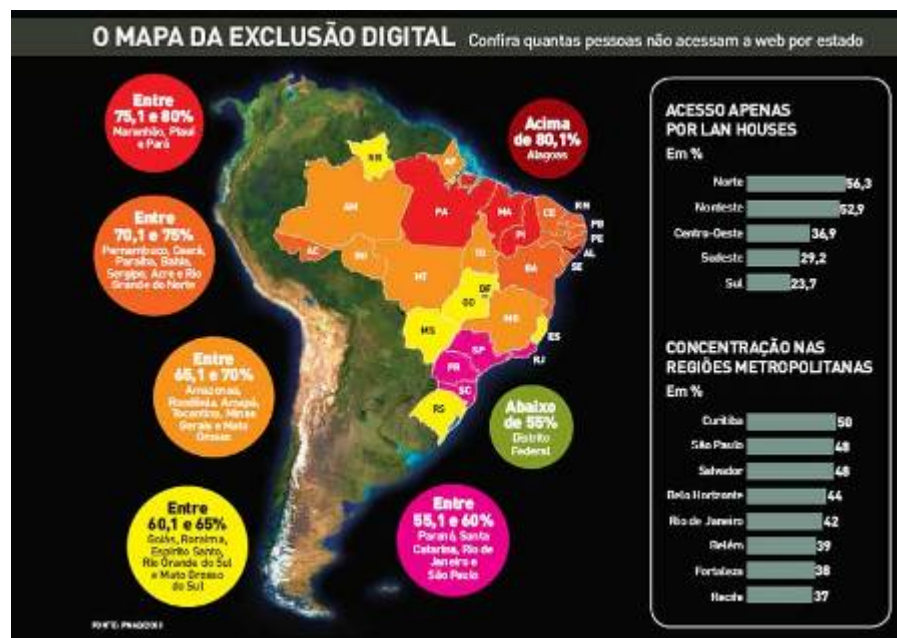 O MAPA DA EXCLUSÃO DIGITAL Confira quantas pessoas não acessam a web por estado
Entre
75,1 e 80%
Maranhão, Piauí
e Pará
Acima
de 80,1%
Alagoas
Entre
70,1 e 75%
Pernambuco, Ceará,
Paraíba, Bahia,
Sergipe, Acre e Rio
Grande do Norte
Entre
65,1 e 70%
Amazonas,
Rondônia, Amapá,
Tocantins, Minas
Gerais e Mato
Grosso
Entre
60,1 e 65%
Goiás, Roraima,
Espírito Santo,
Rio Grande do Sul
e Mato Grosso
do Sul
Entre
55,1 e 60%
Paraná, Santa
Catarina, Rio de
Janeiro e
São Paulo
Abaixo
de 55%
Distrito
Federal
RR
AP
AM
PA
MA
CE
RN
PB
PE
AL
SE
PI
AC
RO
TO
BA
MT
DF
GO
MG
ES
MS
SP
RJ
PR
SC
RS
ACESSO APENAS
POR LAN HOUSES
Em %
Norte 56,3
Nordeste 52,9
Centro-Oeste 36,9
Sudeste 29,2
Sul 23,7
CONCENTRAÇÃO NAS
REGIÕES METROPOLITANAS
Em %
Curitiba 50
São Paulo 48
Salvador 48
Belo Horizonte 44
Rio de Janeiro 42
Belém 39
Fortaleza 38
Recife 37
FONTE: